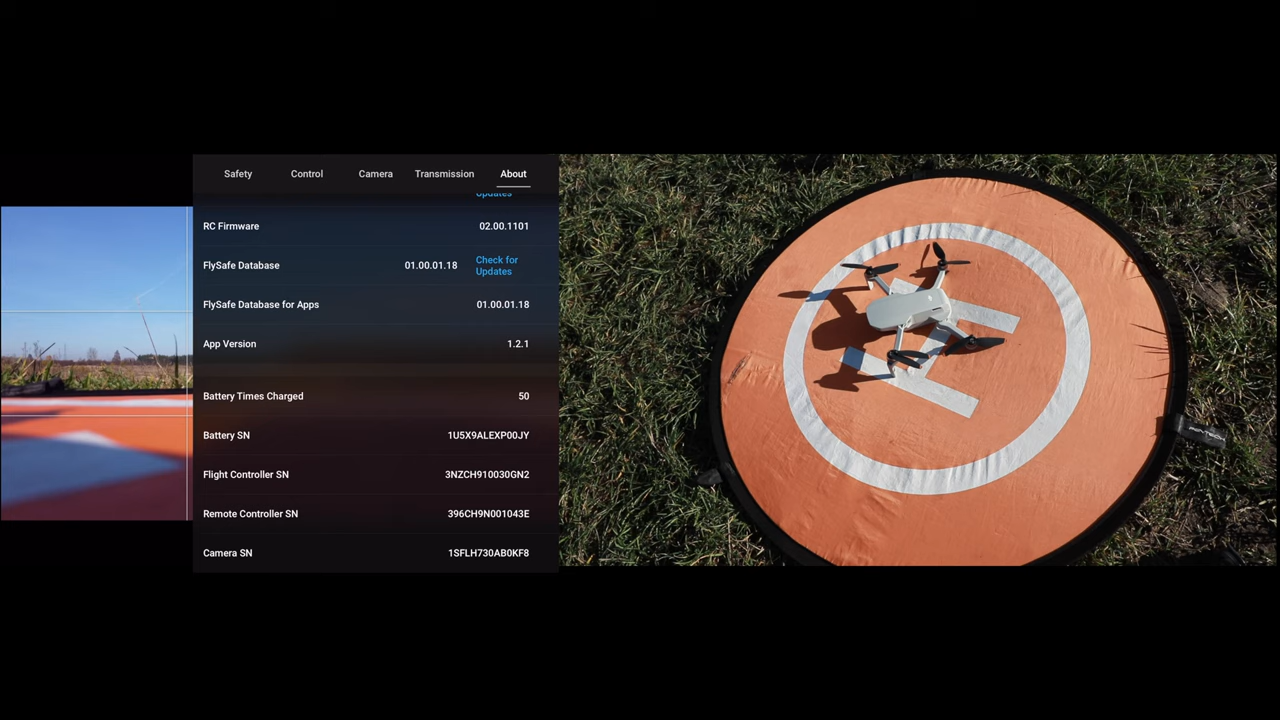 Safety Control Camera Transmission About
Updates
RC Firmware 02.00.1101
FlySafe Database 01.00.01.18 Check for
Updates
FlySafe Database for Apps 01.00.01.18
App Version 1.2.1
Battery Times Charged 50
Battery SN 1U5X9ALEXP00JY
Flight Controller SN 3NZCH910030GN2
Remote Controller SN 396CH9N001043E
Camera SN 1SFLH730AB0KF8
H
PGYTECH